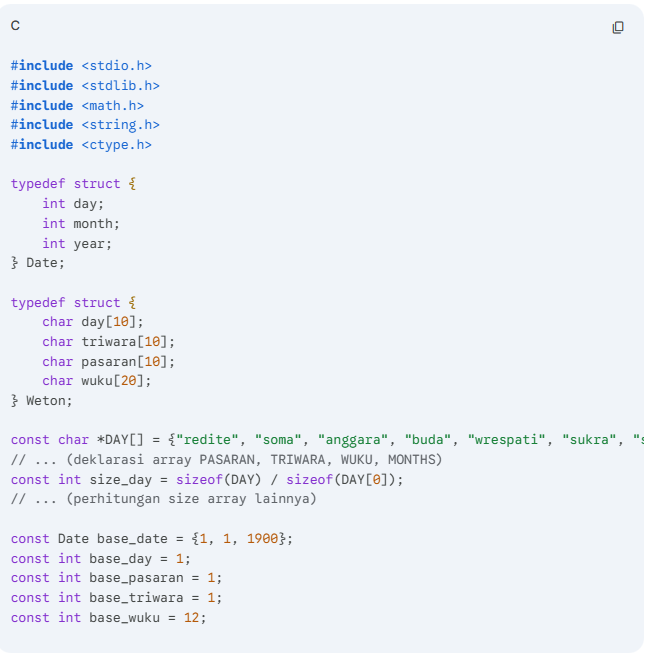 C
#include <stdio.h>
#include <stdlib.h>
#include <math.h>
#include <string.h>
#include <ctype.h>
typedef struct {
    int day;
    int month;
    int year;
} Date;
typedef struct {
    char day[10];
    char triwara[10];
    char pasaran[10];
    char wuku[20];
} Weton;
const char *DAY[] = {"redite", "soma", "anggara", "buda", "wrespati", "sukra", "s
// ... (deklarasi array PASARAN, TRIWARA, WUKU, MONTHS)
const int size_day = sizeof(DAY) / sizeof(DAY[0]);
// ... (perhitungan size array lainnya)
const Date base_date = {1, 1, 1900};
const int base_day = 1;
const int base_pasaran = 1;
const int base_triwara = 1;
const int base_wuku = 12;